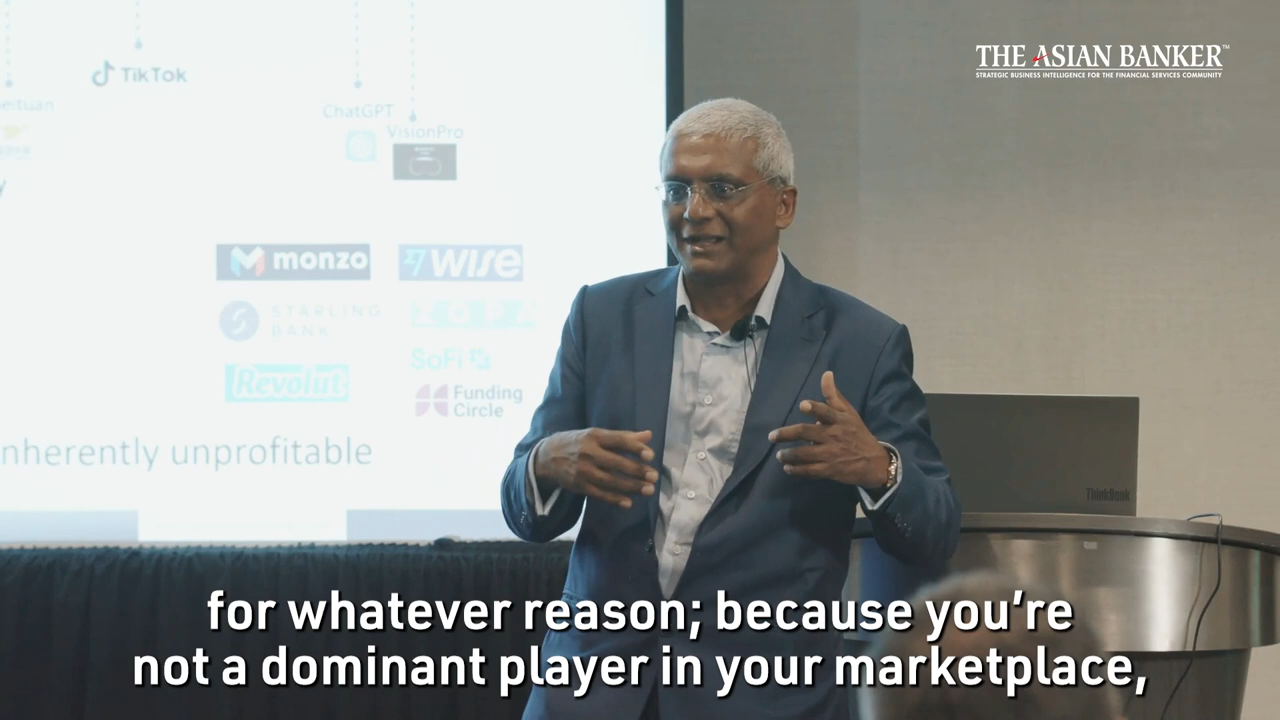 THE ASIAN BANKER™
STRATEGIC BUSINESS INTELLIGENCE FOR THE FINANCIAL SERVICES COMMUNITY
TikTok
ChatGPT
VisionPro
monzo
WISE
STARLING
BANK
SoFi
Revolut
Funding
Circle
nherently unprofitable
ThinkBook
for whatever reason; because you're
not a dominant player in your marketplace,